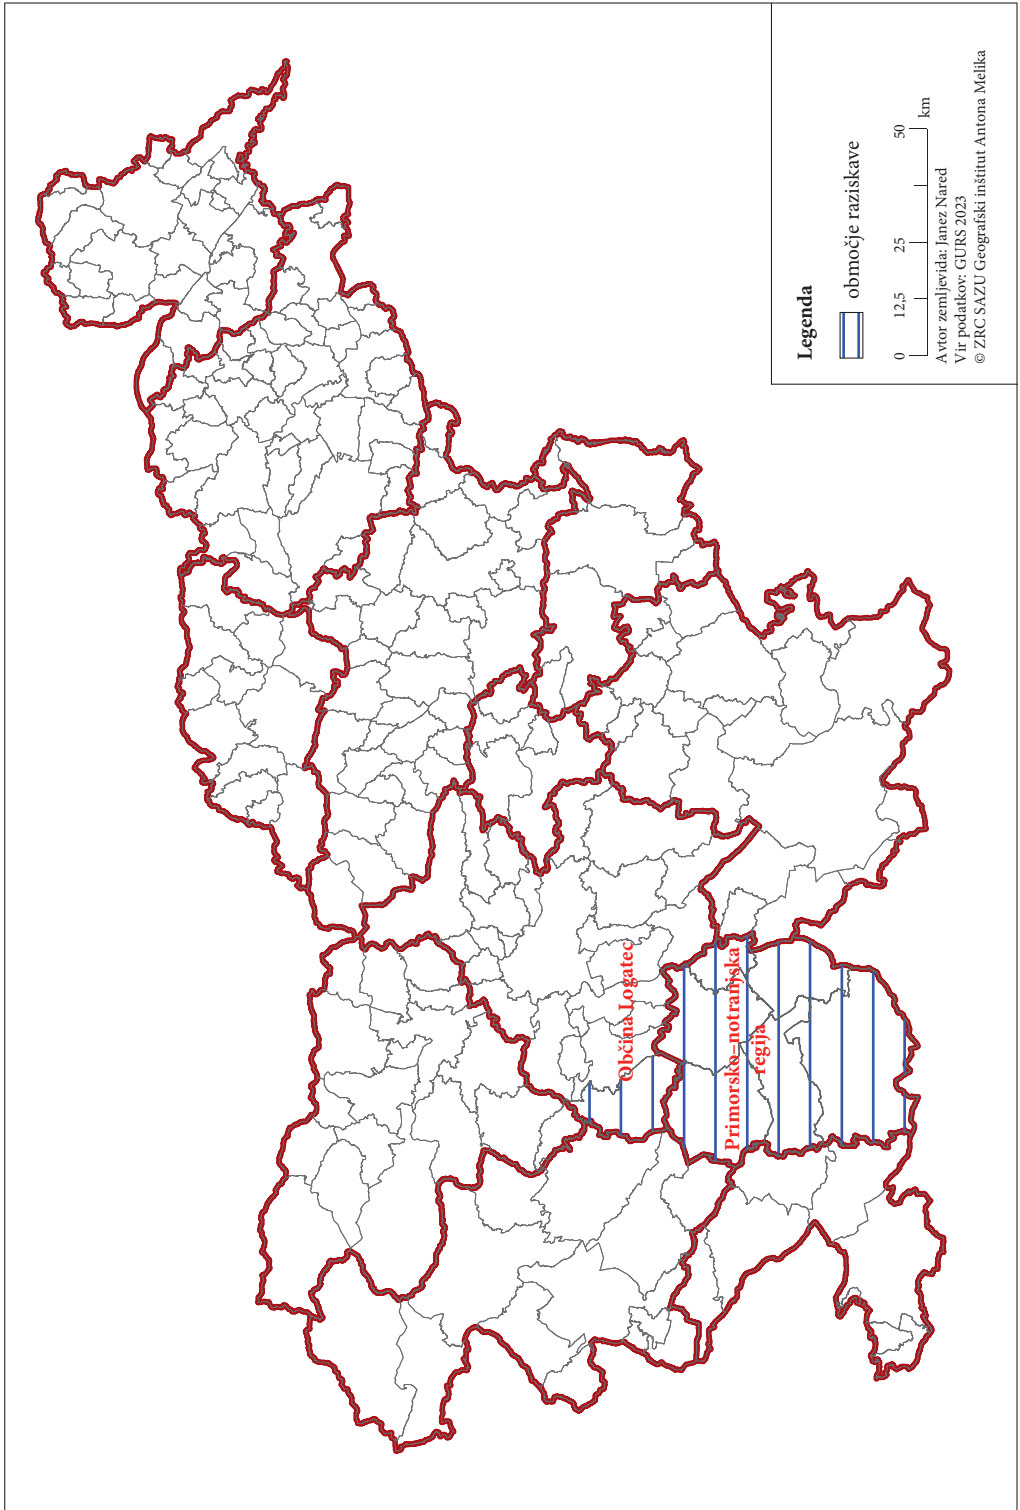 Občina Logatec
Primorsko–notranjska
regija
Legenda
območje raziskave
0 12,5 25 50
km
Avtor zemljevida: Janez Nared
Vir podatkov: GURS 2023
© ZRC SAZU Geografski inštitut Antona Melika